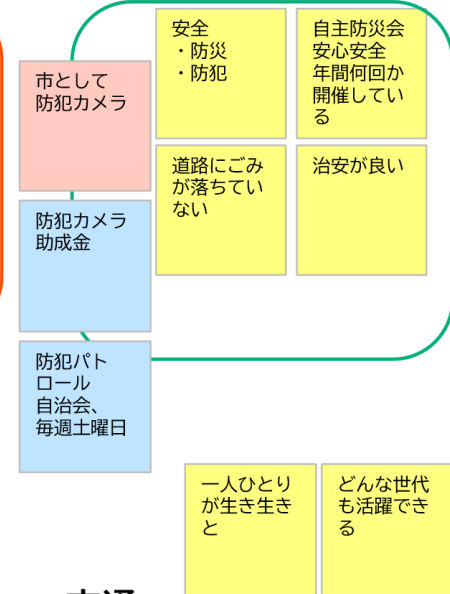 安全
・防災
・防犯
自主防災会
安心安全
年間何回か
開催してい
る
市として
防犯カメラ
道路にごみ
が落ちてい
ない
治安が良い
防犯カメラ
助成金
防犯パト
ロール
自治会、
毎週土曜日
一人ひとり
が生き生き
と
どんな世代
も活躍でき
る